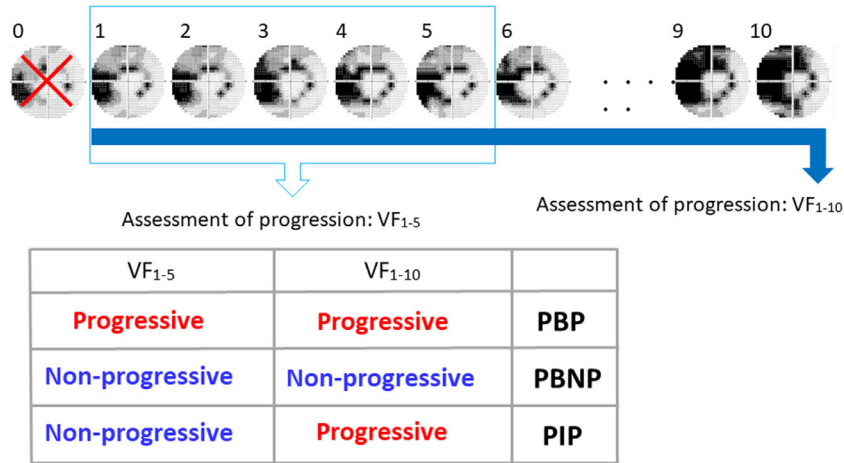 0 1 2 3 4 5 6 9 10
. . . .
. .
Assessment of progression: VF1-5
Assessment of progression: VF1-10
VF1-5 VF1-10
Progressive Progressive PBP
Non-progressive Non-progressive PBNP
Non-progressive Progressive PIP